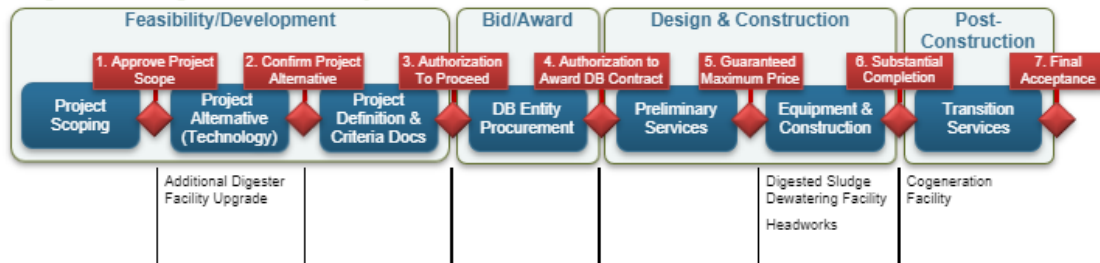 Feasibility/Development
Bid/Award
Design & Construction
Post-
Construction
1. Approve Project
Scope
2. Confirm Project
Alternative
3. Authorization
To Proceed
4. Authorization to
Award DB Contract
5. Guaranteed
Maximum Price
6. Substantial
Completion
7. Final
Acceptance
Project
Scoping
Project
Alternative
(Technology)
Project
Definition &
Criteria Docs
DB Entity
Procurement
Preliminary
Services
Equipment &
Construction
Transition
Services
Additional Digester
Facility Upgrade
Digested Sludge
Dewatering Facility
Headworks
Cogeneration
Facility